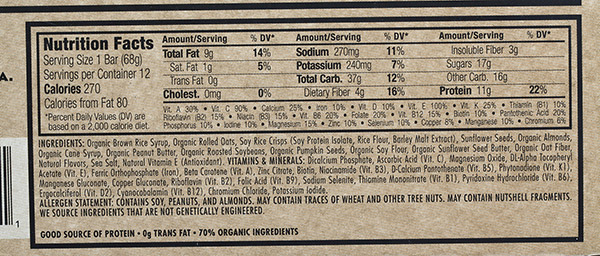 Nutrition Facts
Serving Size 1 Bar (68g)
Servings per Container 12
Calories 270
Calories from Fat 80
*Percent Daily Values (DV) are
based on a 2,000 calorie diet.
Amount/Serving % DV*
Total Fat 9g 14%
Sat. Fat 1g 5%
Trans Fat 0g
Cholest. 0mg 0%
Amount/Serving % DV*
Sodium 270mg 11%
Potassium 240mg 7%
Total Carb. 37g 12%
Dietary Fiber 4g 16%
Amount/Serving % DV*
Insoluble Fiber 3g
Sugars 17g
Other Carb. 16g
Protein 11g 22%
Vit. A 30% • Vit. C 90% • Calcium 25% • Iron 10% • Vit. D 10% • Vit. E 100% • Vit. K 25% • Thiamin (B1) 10%
Riboflavin (B2) 15% • Niacin (B3) 15% • Vit. B6 20% • Folate 20% • Vit. B12 15% • Biotin 10% • Pantothenic Acid 20%
Phosphorus 10% • Iodine 10% • Magnesium 15% • Zinc 10% • Selenium 10% • Copper 8% • Manganese 10% • Chromium 6%
INGREDIENTS: Organic Brown Rice Syrup, Organic Rolled Oats, Soy Rice Crisps (Soy Protein Isolate, Rice Flour, Barley Malt Extract), Sunflower Seeds, Organic Almonds,
Organic Cane Syrup, Organic Peanut Butter, Organic Roasted Soybeans, Organic Pumpkin Seeds, Organic Soy Flour, Organic Sunflower Seed Butter, Organic Oat Fiber,
Natural Flavors, Sea Salt, Natural Vitamin E (Antioxidant). VITAMINS & MINERALS: Dicalcium Phosphate, Ascorbic Acid (Vit. C), Magnesium Oxide, DL-Alpha Tocopheryl
Acetate (Vit. E), Ferric Orthophosphate (Iron), Beta Carotene (Vit. A), Zinc Citrate, Biotin, Niacinamide (Vit. B3), D-Calcium Pantothenate (Vit. B5), Phytonadione (Vit. K1),
Manganese Gluconate, Copper Gluconate, Riboflavin (Vit. B2), Folic Acid (Vit. B9), Sodium Selenite, Thiamine Mononitrate (Vit. B1), Pyridoxine Hydrochloride (Vit. B6),
Ergocalciferol (Vit. D2), Cyanocobalamin (Vit. B12), Chromium Chloride, Potassium Iodide.
ALLERGEN STATEMENT: CONTAINS SOY, PEANUTS, AND ALMONDS. MAY CONTAIN TRACES OF WHEAT AND OTHER TREE NUTS. MAY CONTAIN NUTSHELL FRAGMENTS.
WE SOURCE INGREDIENTS THAT ARE NOT GENETICALLY ENGINEERED.
GOOD SOURCE OF PROTEIN • 0g TRANS FAT • 70% ORGANIC INGREDIENTS
A.
1